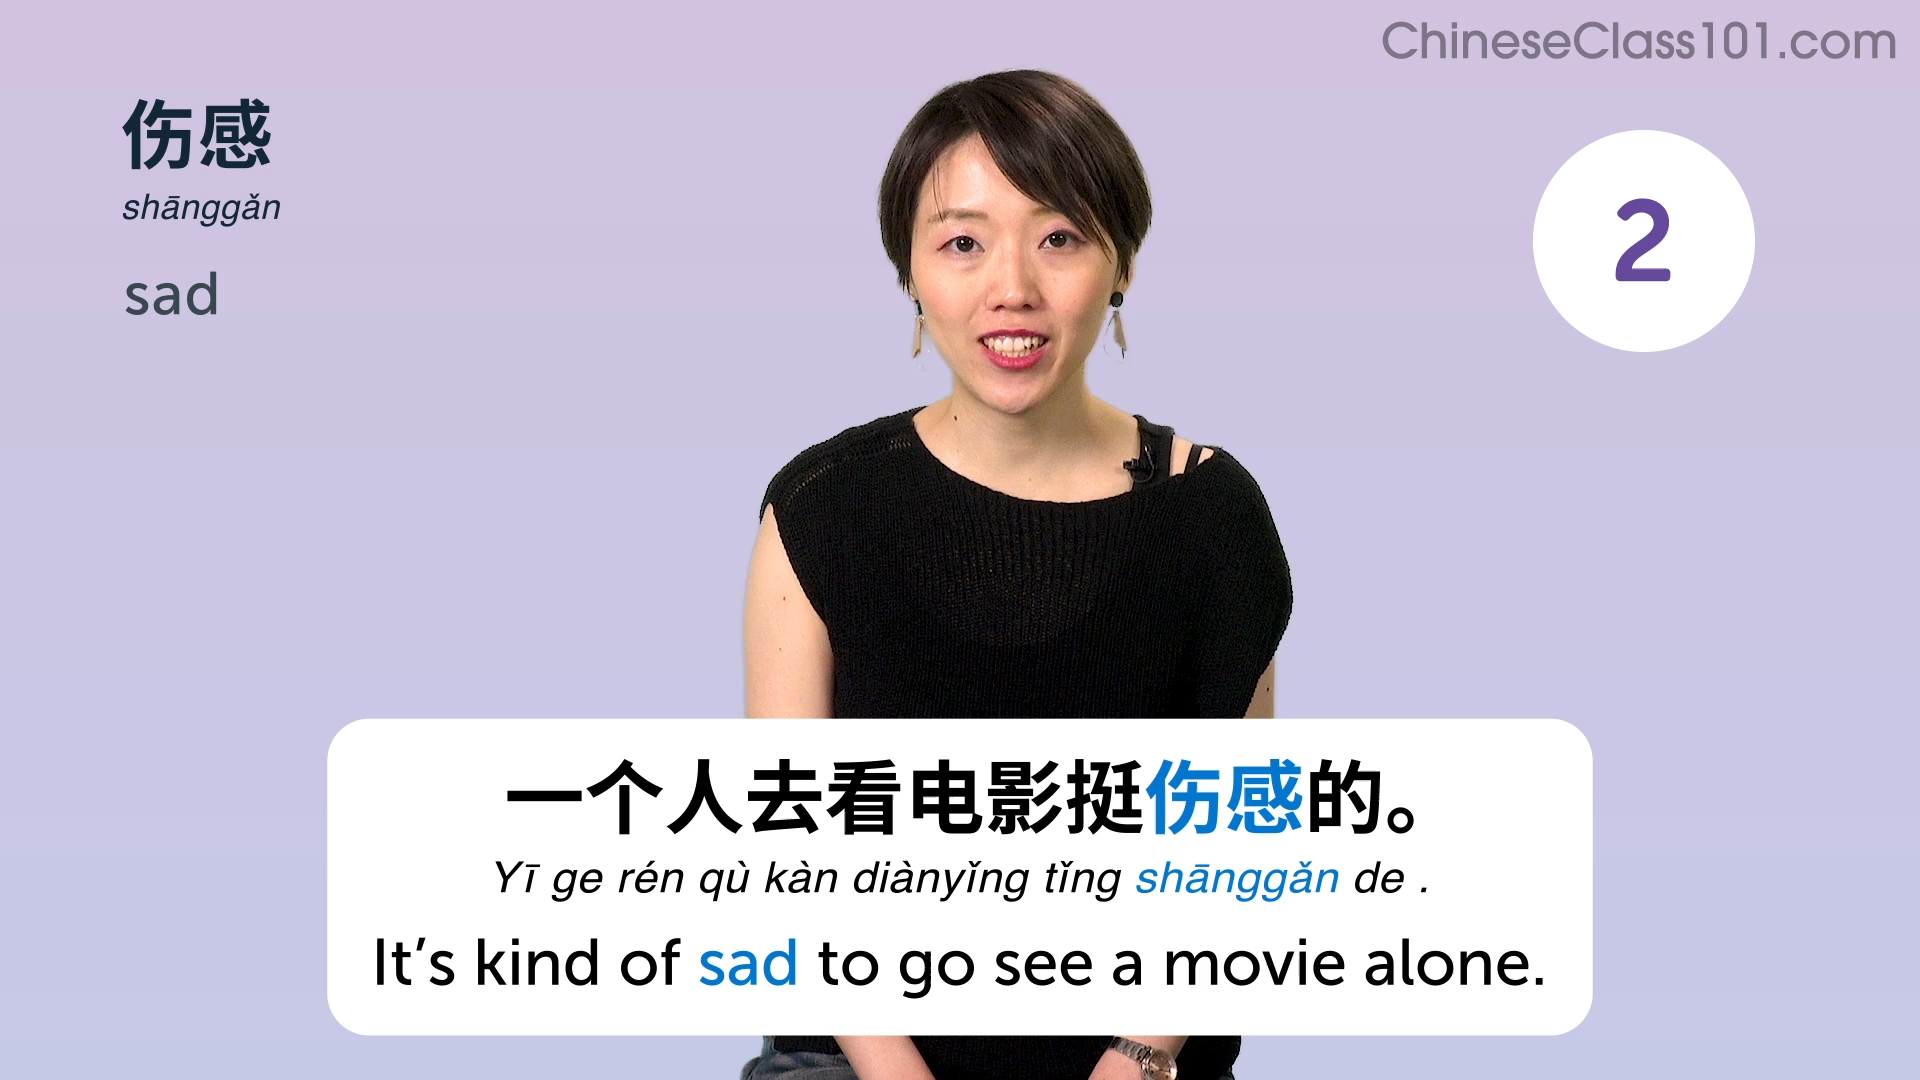 ChineseClass101.com
伤感
shānggǎn
sad
2
一个人去看电影挺伤感的。
Yī ge rén qù kàn diànyǐng tǐng shānggǎn de .
It’s kind of sad to go see a movie alone.